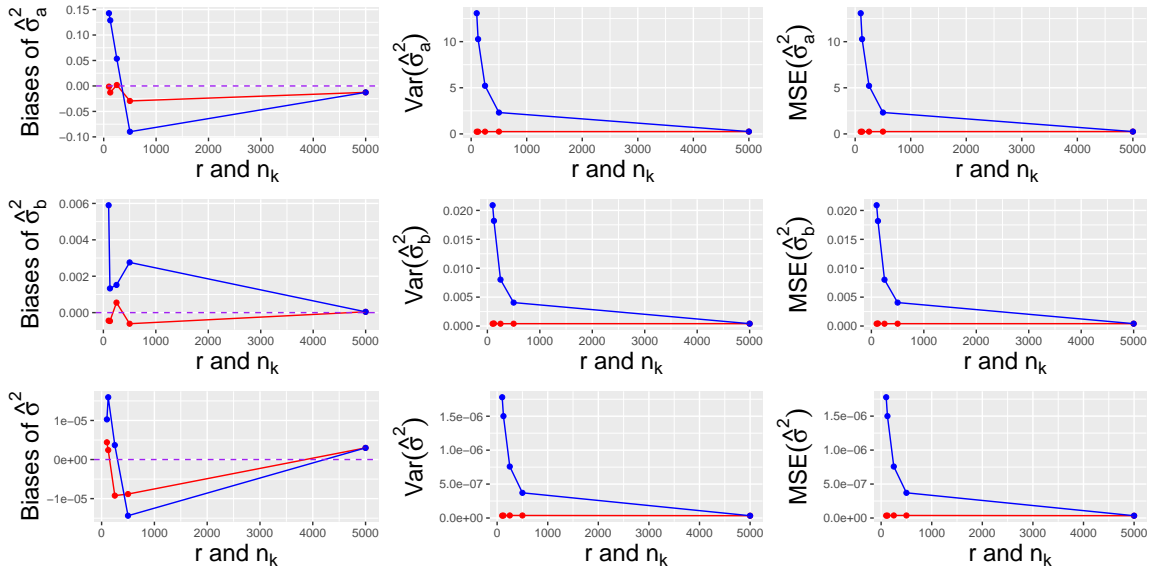 Biases of σ̂²ₐ
0.15
0.10
0.05
0.00
−0.05
−0.10
0 1000 2000 3000 4000 5000
r and nₖ
Var(σ̂²ₐ)
10
5
0
0 1000 2000 3000 4000 5000
r and nₖ
MSE(σ̂²ₐ)
10
5
0
0 1000 2000 3000 4000 5000
r and nₖ
Biases of σ̂²_b
0.006
0.004
0.002
0.000
0 1000 2000 3000 4000 5000
r and nₖ
Var(σ̂²_b)
0.020
0.015
0.010
0.005
0.000
0 1000 2000 3000 4000 5000
r and nₖ
MSE(σ̂²_b)
0.020
0.015
0.010
0.005
0.000
0 1000 2000 3000 4000 5000
r and nₖ
Biases of σ̂²
1e−05
0e+00
−1e−05
0 1000 2000 3000 4000 5000
r and nₖ
Var(σ̂²)
1.5e−06
1.0e−06
5.0e−07
0.0e+00
0 1000 2000 3000 4000 5000
r and nₖ
MSE(σ̂²)
1.5e−06
1.0e−06
5.0e−07
0.0e+00
0 1000 2000 3000 4000 5000
r and nₖ